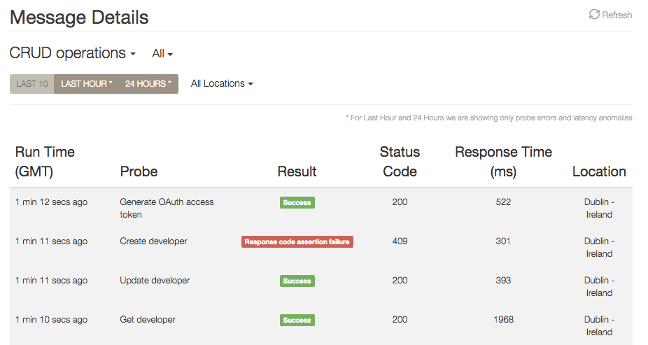 Message Details
Refresh
CRUD operations All
LAST 10 LAST HOUR * 24 HOURS * All Locations
* For Last Hour and 24 Hours we are showing only probe errors and latency anomalies
Run Time (GMT) Probe Result Status Code Response Time (ms) Location
1 min 12 secs ago Generate OAuth access token Success 200 522 Dublin - Ireland
1 min 11 secs ago Create developer Response code assertion failure 409 301 Dublin - Ireland
1 min 11 secs ago Update developer Success 200 393 Dublin - Ireland
1 min 10 secs ago Get developer Success 200 1968 Dublin - Ireland